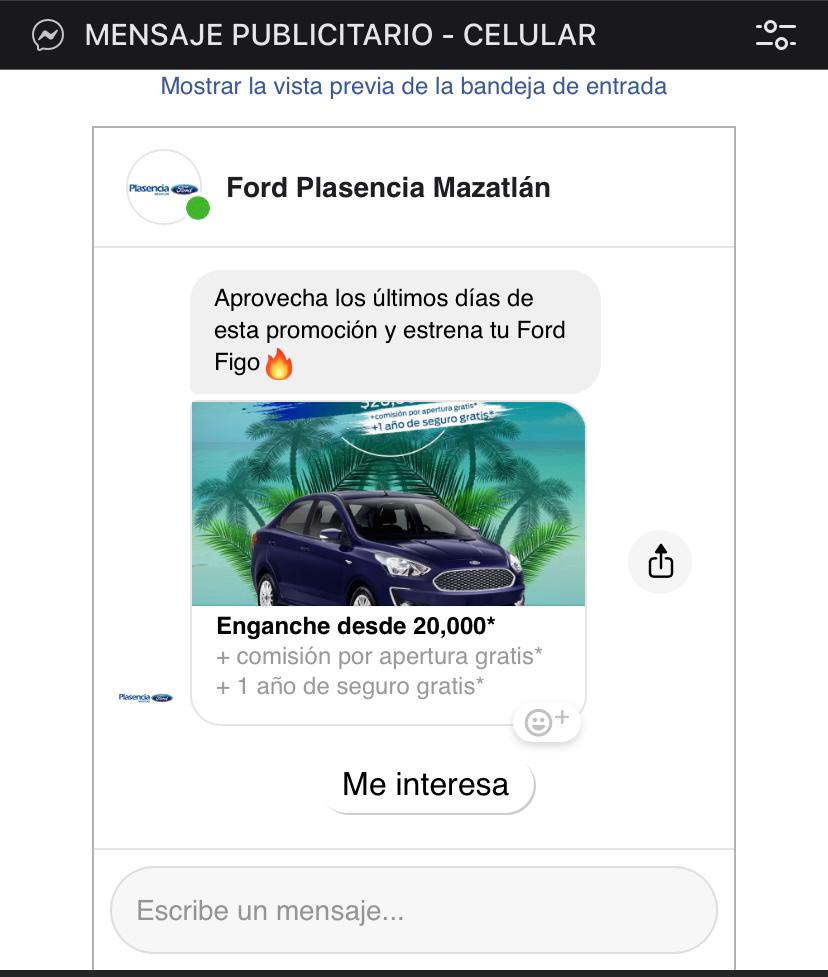 MENSAJE PUBLICITARIO - CELULAR
Mostrar la vista previa de la bandeja de entrada
Plasencia Ford
Ford Plasencia Mazatlán
Aprovecha los últimos días de
esta promoción y estrena tu Ford
Figo
+comisión por apertura gratis*
+1 año de seguro gratis*
Enganche desde 20,000*
+ comisión por apertura gratis*
+ 1 año de seguro gratis*
Plasencia Ford
Me interesa
Escribe un mensaje...